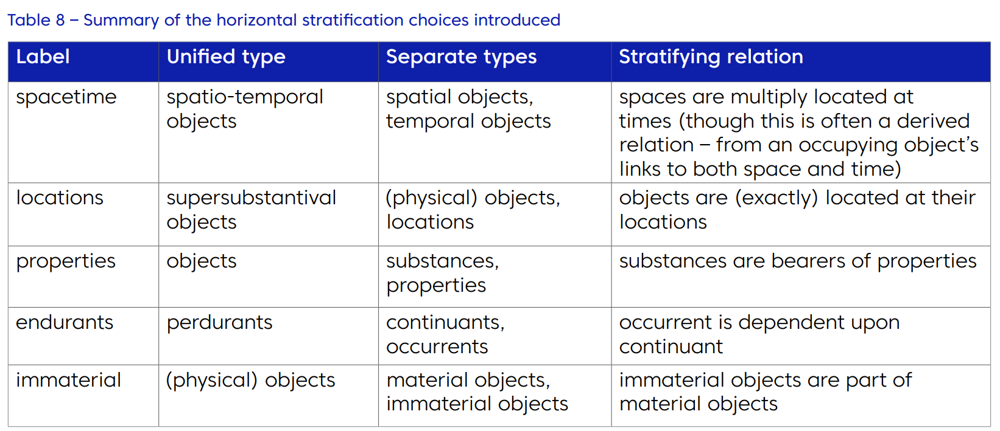 Table 8 – Summary of the horizontal stratification choices introduced
Label Unified type Separate types Stratifying relation
spacetime spatio-temporal spatial objects, spaces are multiply located at
objects temporal objects times (though this is often a derived
relation – from an occupying object’s
links to both space and time)
locations supersubstantival (physical) objects, objects are (exactly) located at their
objects locations locations
properties objects substances, substances are bearers of properties
properties
endurants perdurants continuants, occurrent is dependent upon
occurrents continuant
immaterial (physical) objects material objects, immaterial objects are part of
immaterial objects material objects